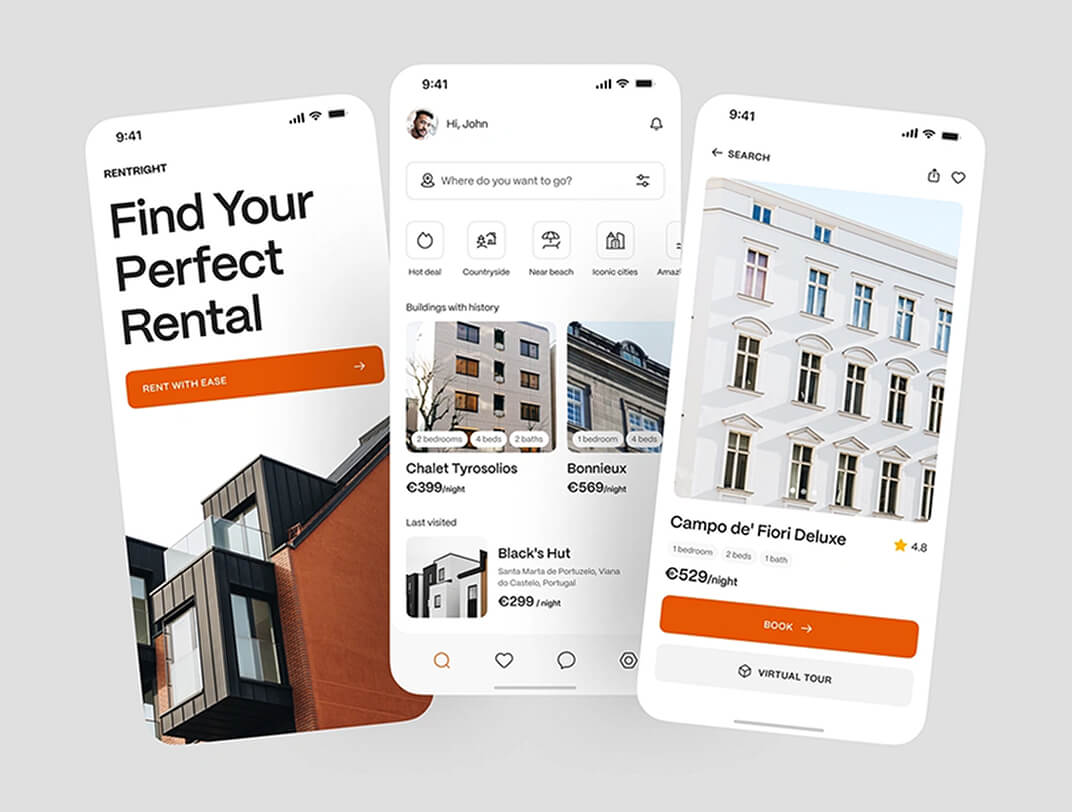 9:41
RENTRIGHT
Find Your
Perfect
Rental
RENT WITH EASE
9:41
Hi, John
Where do you want to go?
Hot deal
Countryside
Near beach
Iconic cities
Amaz
Buildings with history
2 bedrooms
4 beds
2 baths
1 bedroom
4 beds
Chalet Tyrosolios
Bonnieux
€399/night
€569/night
Last visited
Black's Hut
Santa Marta de Portuzelo, Viana
do Castelo, Portugal
€299 / night
9:41
SEARCH
Campo de' Fiori Deluxe
4.8
1 bedroom
2 beds
1 bath
€529/night
BOOK
VIRTUAL TOUR